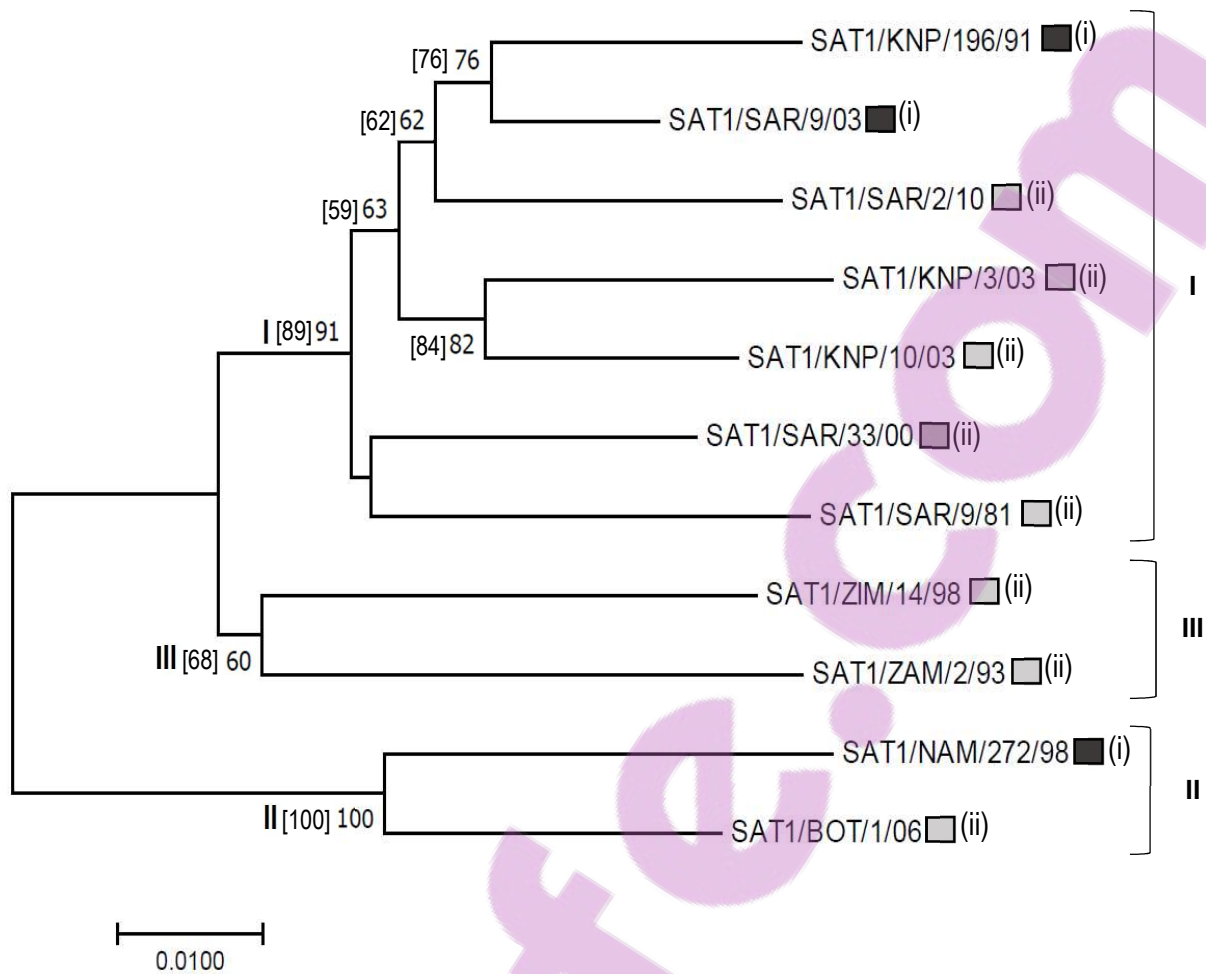 SAT1/KNP/196/91 (i)
[76] 76
SAT1/SAR/9/03 (i)
[62] 62
SAT1/SAR/2/10 (ii)
[59] 63
SAT1/KNP/3/03 (ii)
I
I [89] 91
[84] 82
SAT1/KNP/10/03 (ii)
SAT1/SAR/33/00 (ii)
SAT1/SAR/9/81 (ii)
SAT1/ZIM/14/98 (ii)
III
III [68] 60
SAT1/ZAM/2/93 (ii)
SAT1/NAM/272/98 (i)
II
II [100] 100
SAT1/BOT/1/06 (ii)
0.0100
fe.com